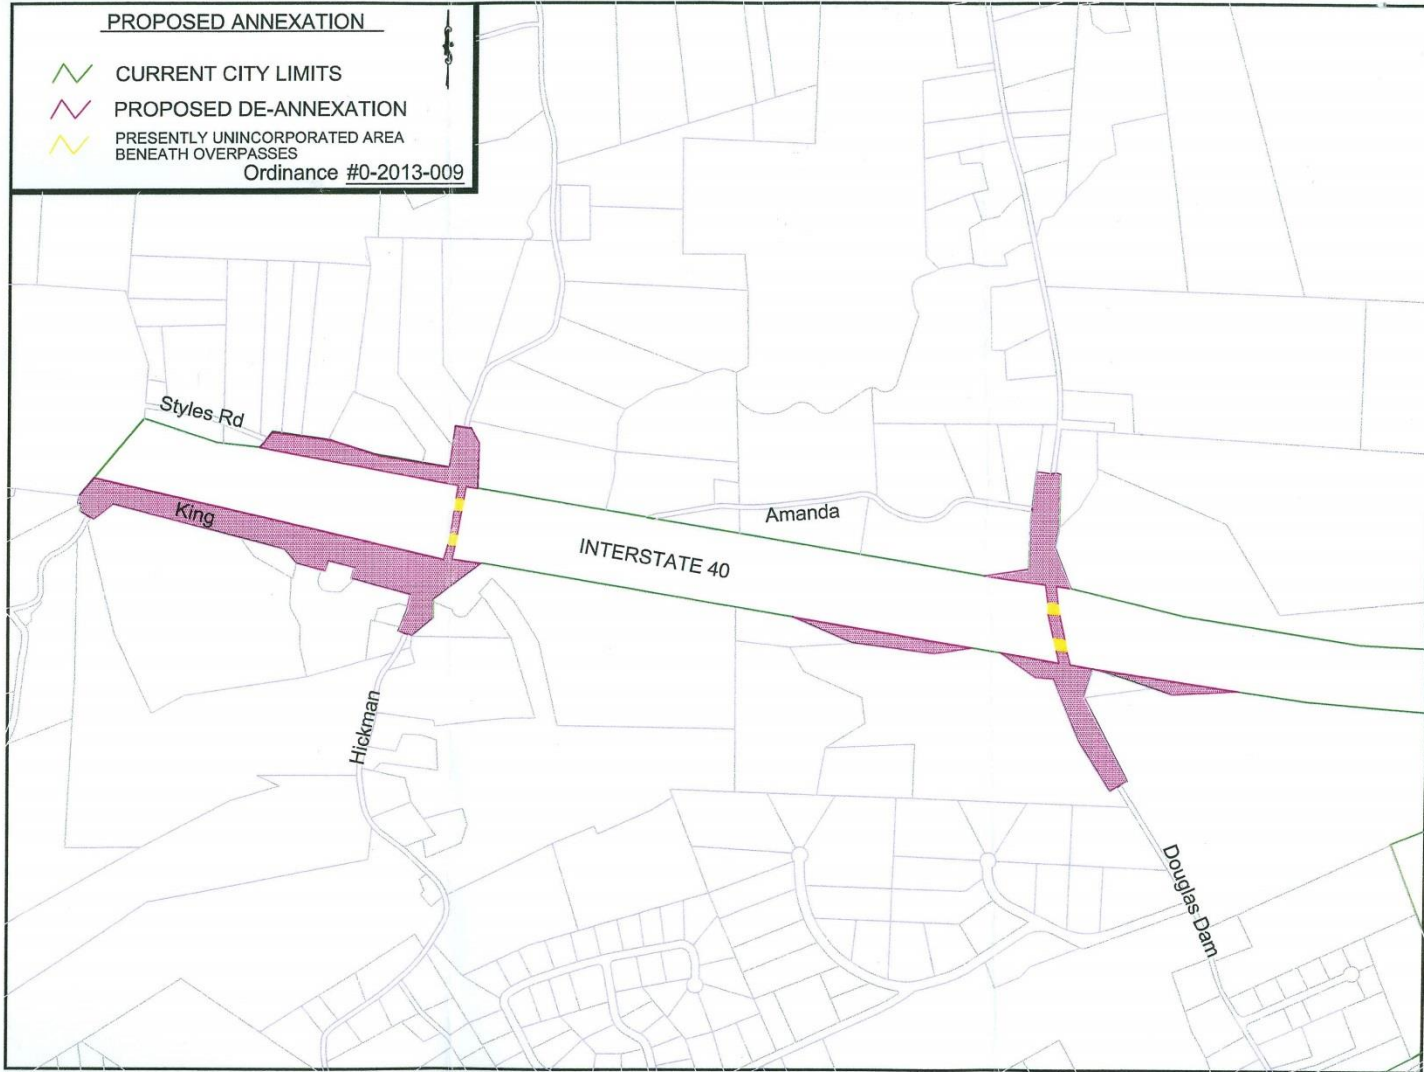 PROPOSED ANNEXATION
CURRENT CITY LIMITS
PROPOSED DE-ANNEXATION
PRESENTLY UNINCORPORATED AREA
BENEATH OVERPASSES
Ordinance #0-2013-009
Styles Rd
King
Amanda
INTERSTATE 40
Hickman
Douglas Dam